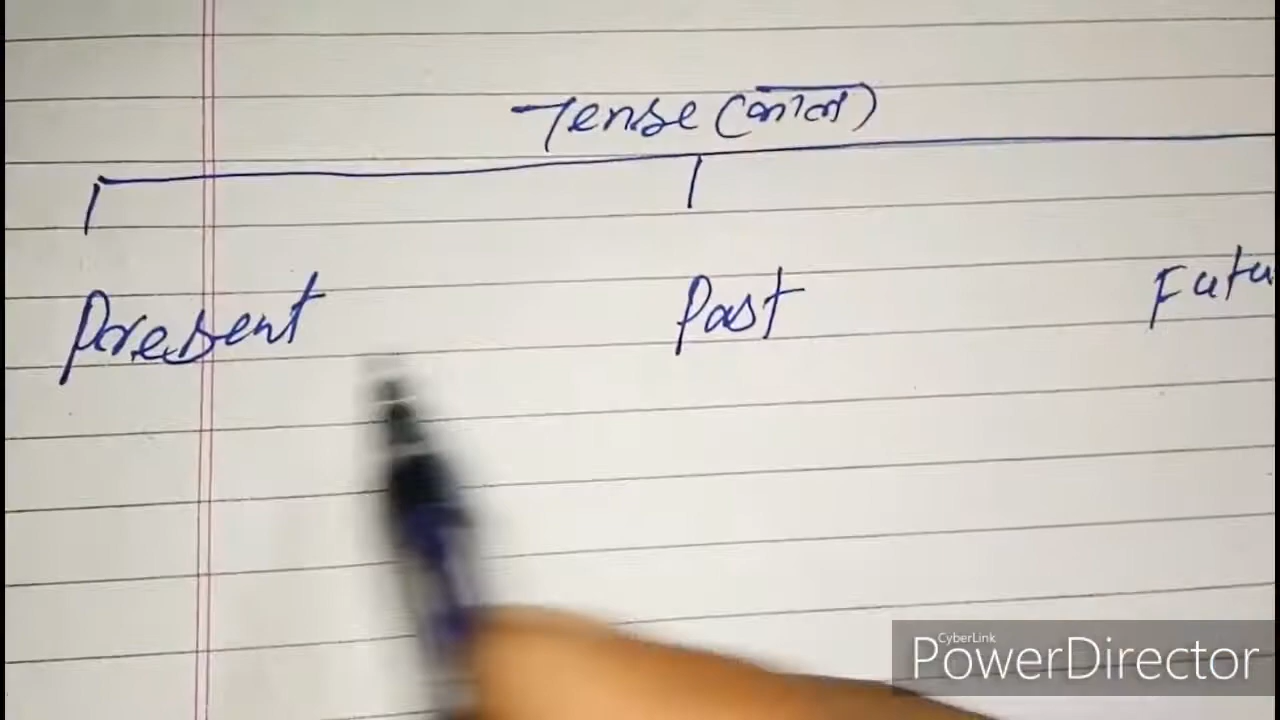 Tense (काल)
Present Past Futu
CyberLink
PowerDirector